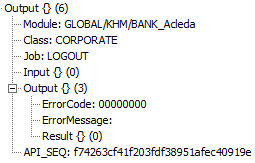 Output {} (6)
Module: GLOBAL/KHM/BANK_Acleda
Class: CORPORATE
Job: LOGOUT
Input {} (0)
Output {} (3)
ErrorCode: 00000000
ErrorMessage:
Result {} (0)
API_SEQ: f74263cf41f203fdf38951afec40919e